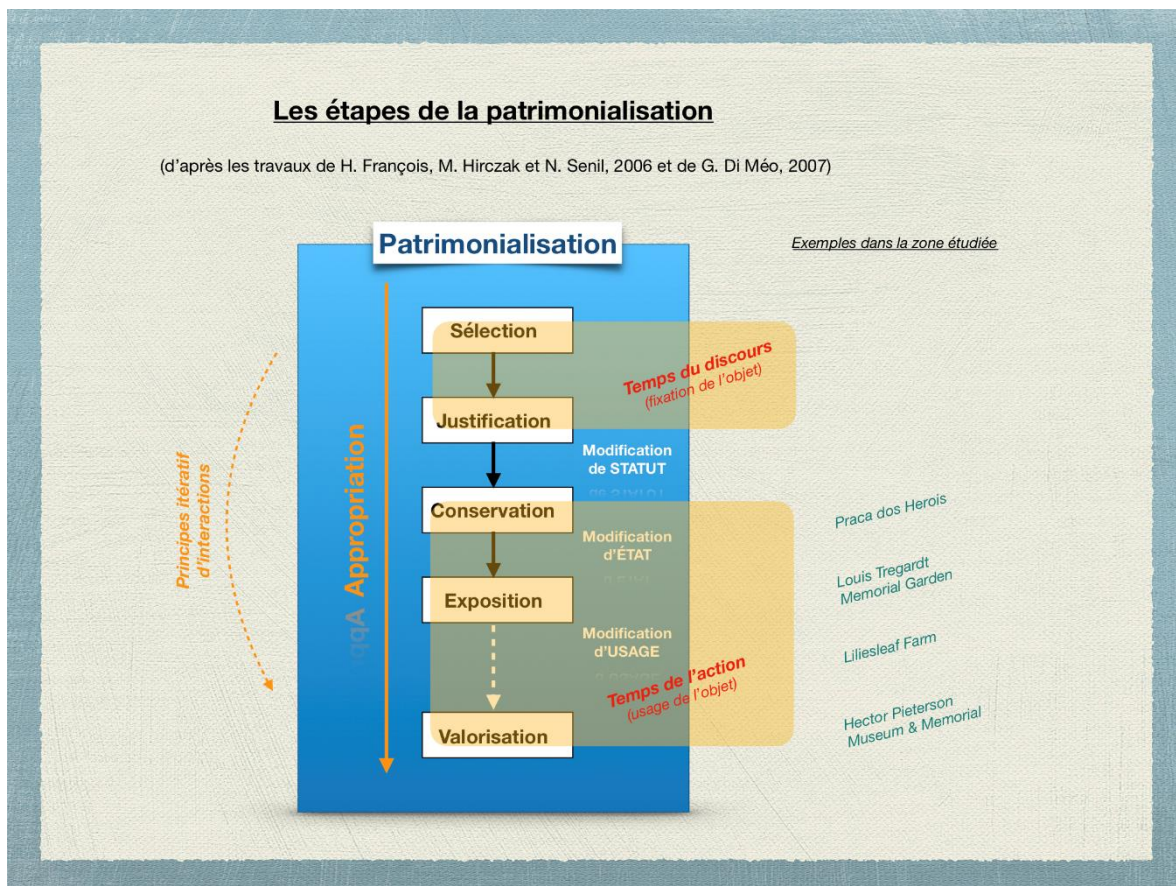 Les étapes de la patrimonialisation
(d'après les travaux de H. François, M. Hirczak et N. Senil, 2006 et de G. Di Méo, 2007)
Patrimonialisation
Exemples dans la zone étudiée
Sélection
Temps du discours
(fixation de l'objet)
Justification
Modification
de STATUT
Conservation
Modification
d'ÉTAT
Exposition
Modification
d'USAGE
Temps de l'action
(usage de l'objet)
Valorisation
Appropriation
Principes itératif
d'interactions
Praca dos Herois
Louis Tregardt
Memorial Garden
Liliesleaf Farm
Hector Pieterson
Museum & Memorial